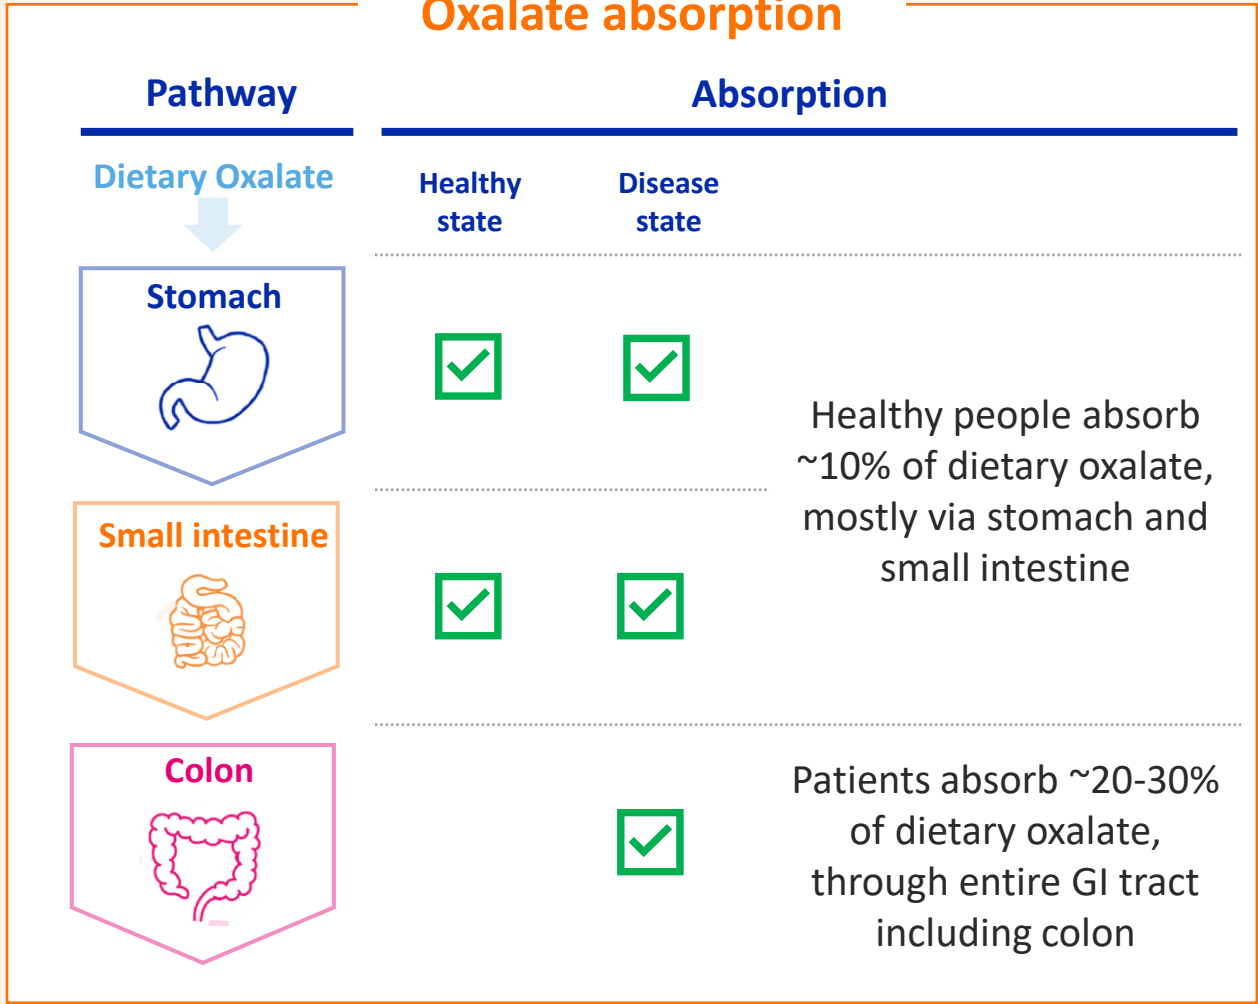 Oxalate absorption
Pathway
Absorption
Dietary Oxalate
Healthy
state
Disease
state
Stomach
Healthy people absorb
~10% of dietary oxalate,
mostly via stomach and
small intestine
Small intestine
Colon
Patients absorb ~20-30%
of dietary oxalate,
through entire GI tract
including colon